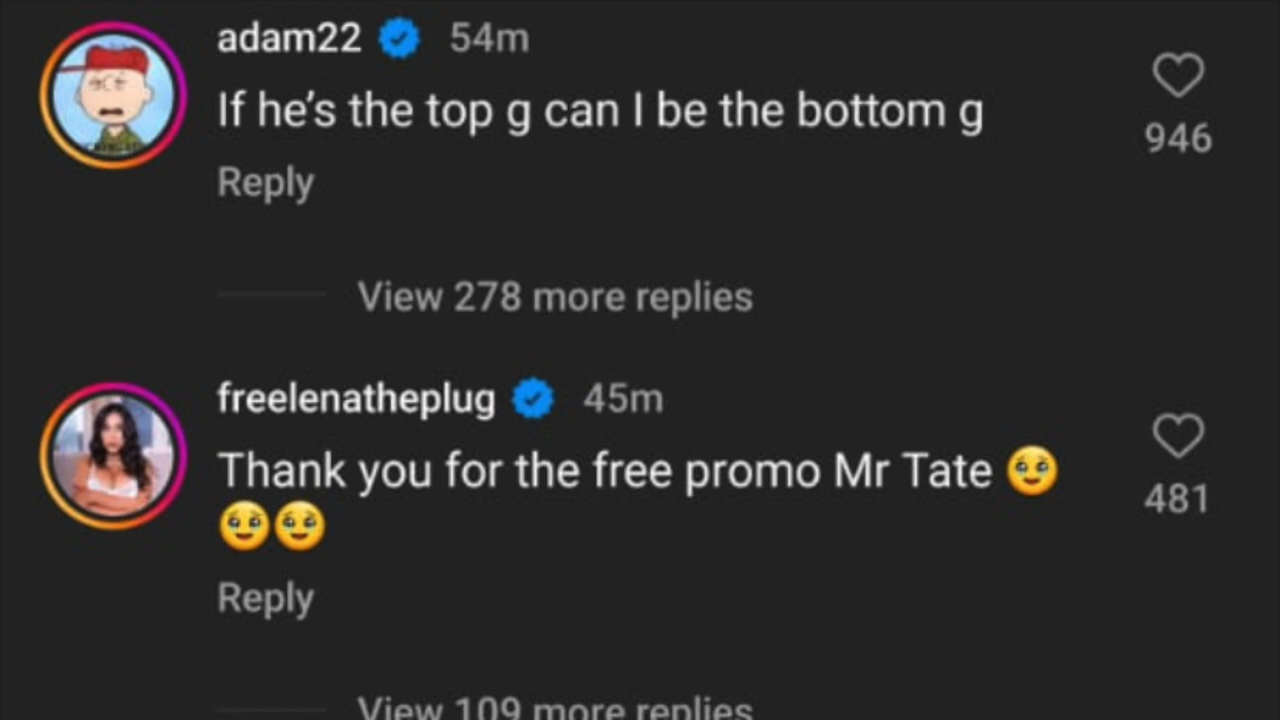 adam22 54m
If he's the top g can I be the bottom g
946
Reply
View 278 more replies
freelenatheplug 45m
Thank you for the free promo Mr Tate 🥹
🥹🥹
481
Reply
View 109 more replies